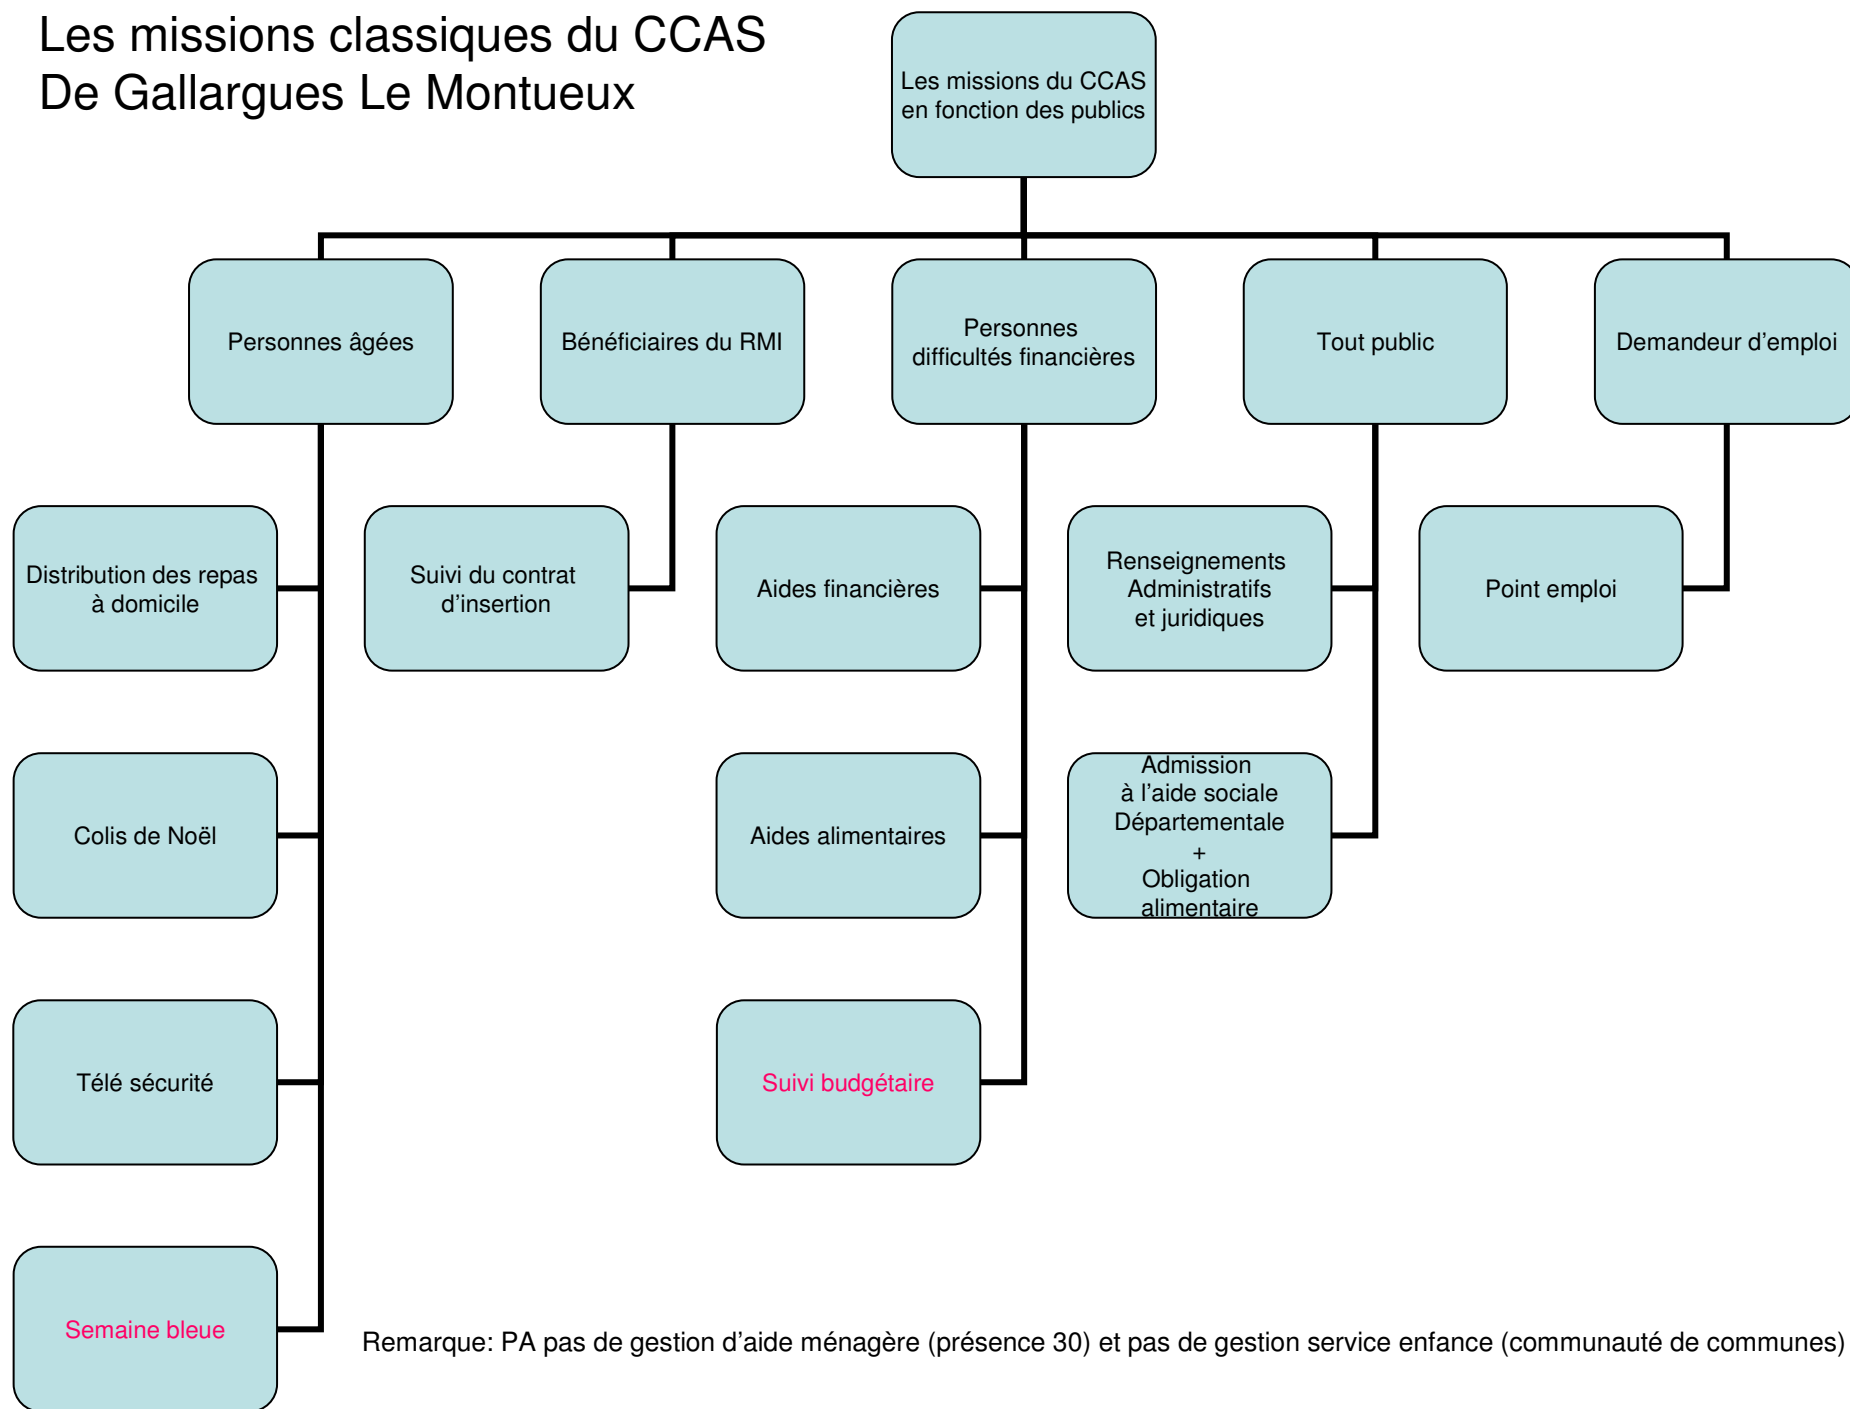 Les missions classiques du CCAS
De Gallargues Le Montueux
Les missions du CCAS
en fonction des publics
Personnes âgées
Bénéficiaires du RMI
Personnes
difficultés financières
Tout public
Demandeur d’emploi
Distribution des repas
à domicile
Suivi du contrat
d’insertion
Aides financières
Renseignements
Administratifs
et juridiques
Point emploi
Colis de Noël
Aides alimentaires
Admission
à l’aide sociale
Départementale
+
Obligation
alimentaire
Télé sécurité
Suivi budgétaire
Semaine bleue
Remarque: PA pas de gestion d’aide ménagère (présence 30) et pas de gestion service enfance (communauté de communes)